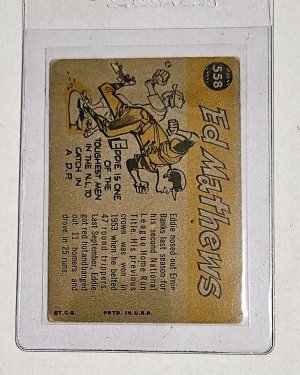 558
Ed Mathews
EDDIE IS ONE
OF THE
TOUGHEST MEN
IN THE N.L. TO
CATCH IN
A D.P.
Eddie nosed out Ernie
Banks last season for
his second National
League Home Run
Title. His previous
crown was won in
1953 when he belted
47 round trippers.
Last September, Eddie
got red hot and banged
out 11 homers and
drove in 25 runs.
©T.C.G. PRTD. IN U.S.A.